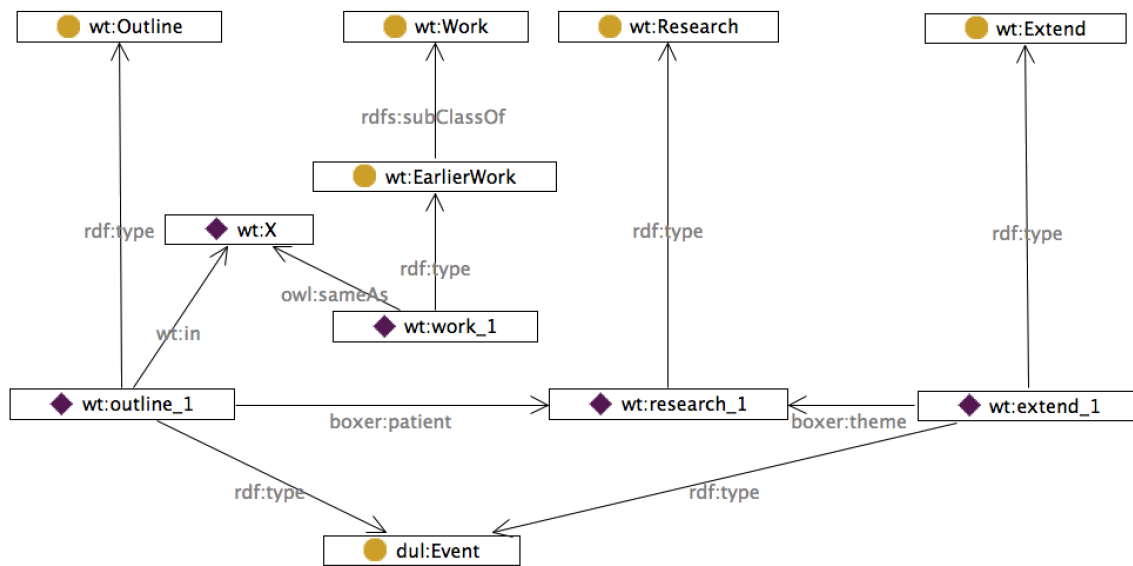 wt:Outline
wt:Work
wt:Research
wt:Extend
rdfs:subClassOf
wt:EarlierWork
wt:X
rdf:type
rdf:type
rdf:type
rdf:type
owl:sameAs
wt:work_1
wt:in
wt:outline_1
wt:research_1
wt:extend_1
boxer:patient
boxer:theme
rdf:type
rdf:type
dul:Event